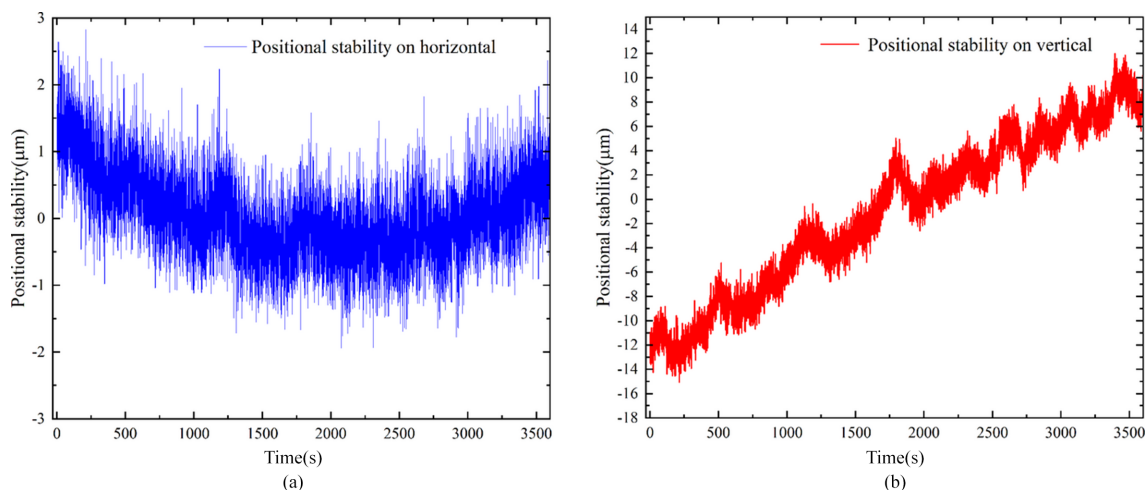 Positional stability on horizontal
Positional stability(μm)
3
2
1
0
-1
-2
-3
0 500 1000 1500 2000 2500 3000 3500
Time(s)
(a)
Positional stability on vertical
Positional stability(μm)
14
12
10
8
6
4
2
0
-2
-4
-6
-8
-10
-12
-14
-16
-18
0 500 1000 1500 2000 2500 3000 3500
Time(s)
(b)